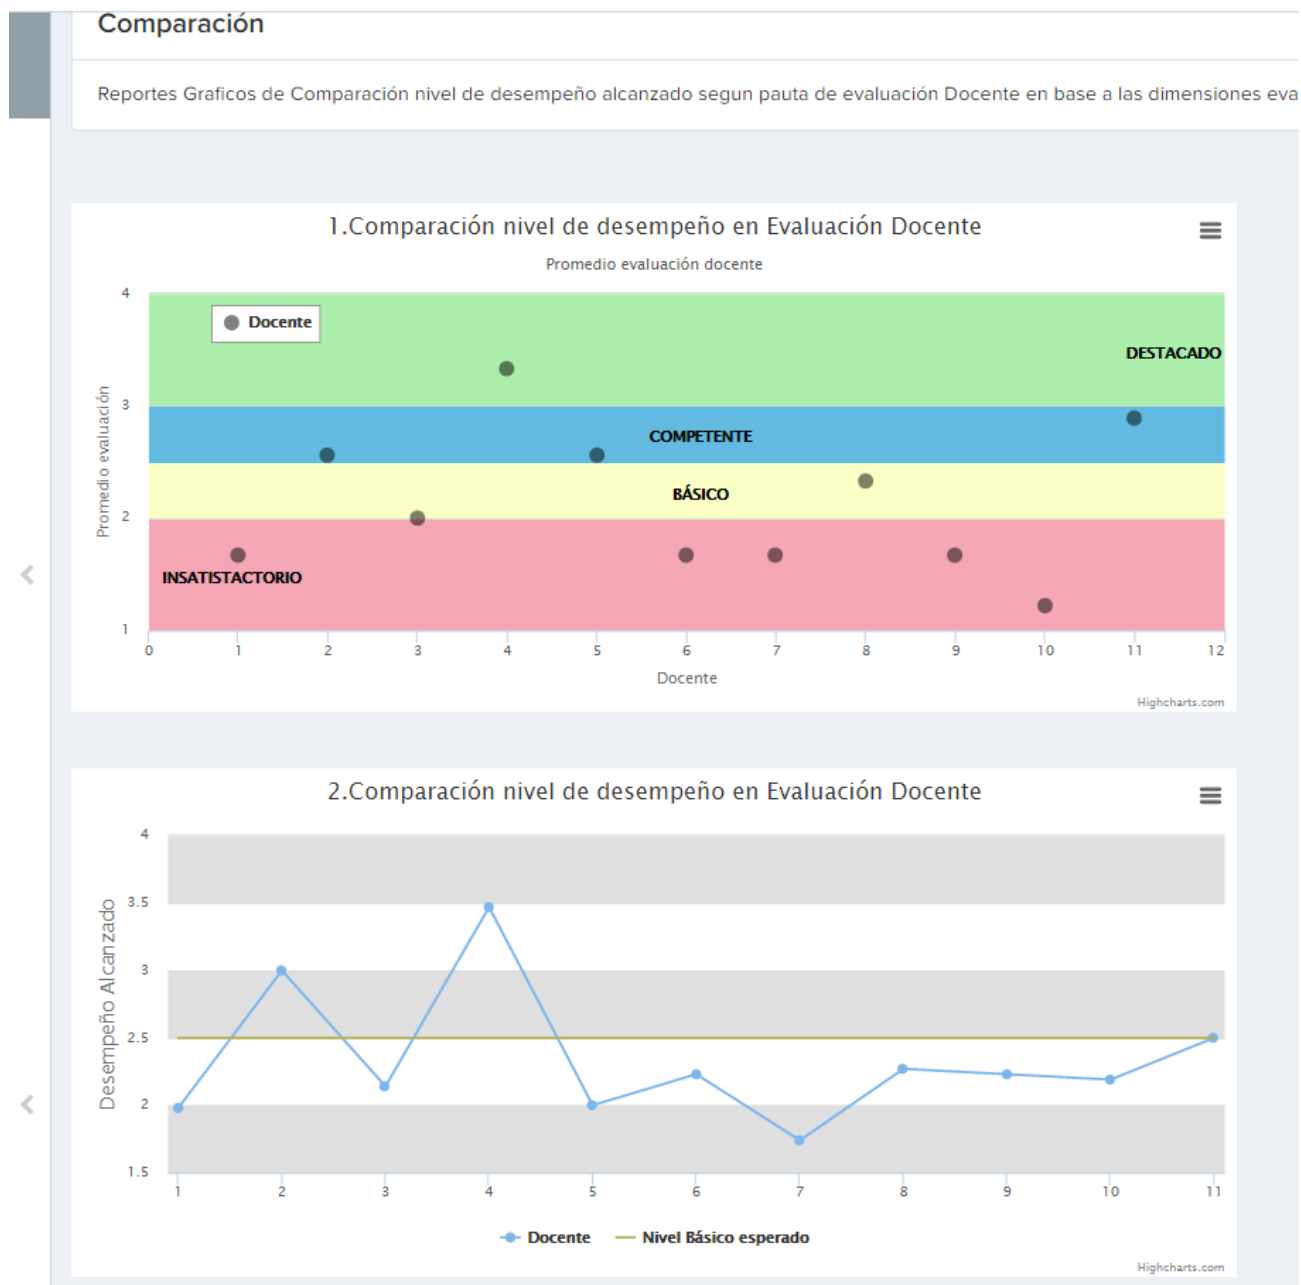 Comparación
Reportes Graficos de Comparación nivel de desempeño alcanzado segun pauta de evaluación Docente en base a las dimensiones eva
1.Comparación nivel de desempeño en Evaluación Docente
Promedio evaluación docente
Promedio evaluación
4
3
2
1
Docente
DESTACADO
COMPETENTE
BÁSICO
INSATISTACTORIO
0 1 2 3 4 5 6 7 8 9 10 11 12
Docente
Highcharts.com
2.Comparación nivel de desempeño en Evaluación Docente
Desempeño Alcanzado
4
3.5
3
2.5
2
1.5
1 2 3 4 5 6 7 8 9 10 11
Docente Nivel Básico esperado
Highcharts.com